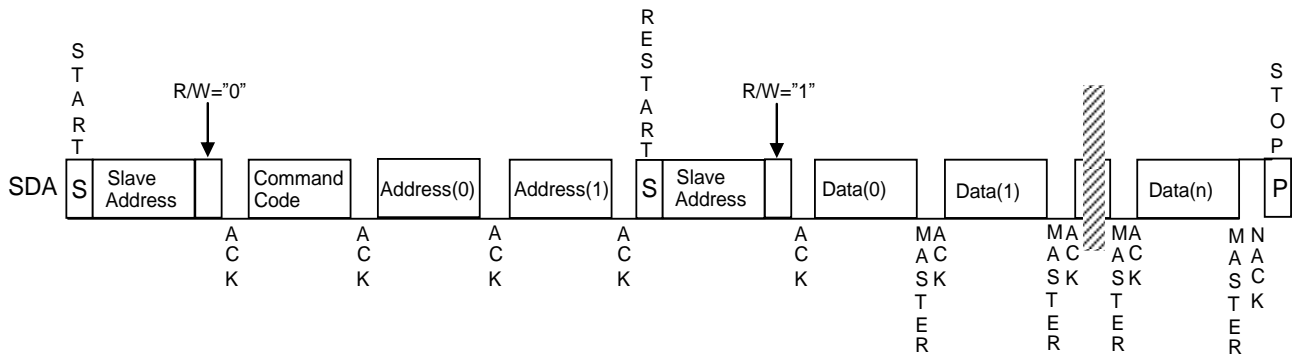 START
RESTART
STOP
R/W=”0”
R/W=”1”
SDA
S
Slave
Address
Command
Code
Address(0)
Address(1)
S
Slave
Address
Data(0)
Data(1)
Data(n)
P
ACK
ACK
ACK
ACK
ACK
MASTER
ACK
MASTER
ACK
MASTER
ACK
MASTER
NACK